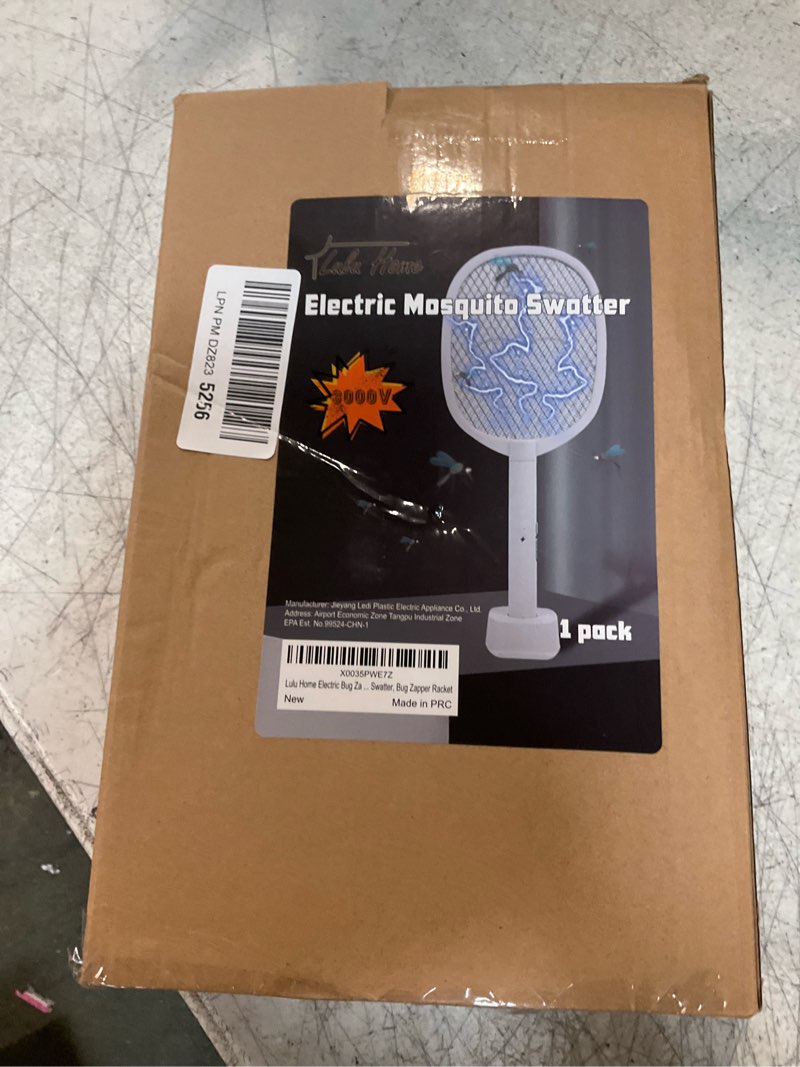 Lulu Home
Electric Mosquito Swatter
3000V
LPN PM DZ823 5256
Manufacturer: Jieyang Ledi Plastic Electric Appliance Co., Ltd.
Address: Airport Economic Zone Tangpu Industrial Zone
EPA Est. No.99524-CHN-1
1 pack
X0035PWE7Z
Lulu Home Electric Bug Za ... Swatter, Bug Zapper Racket
New
Made in PRC